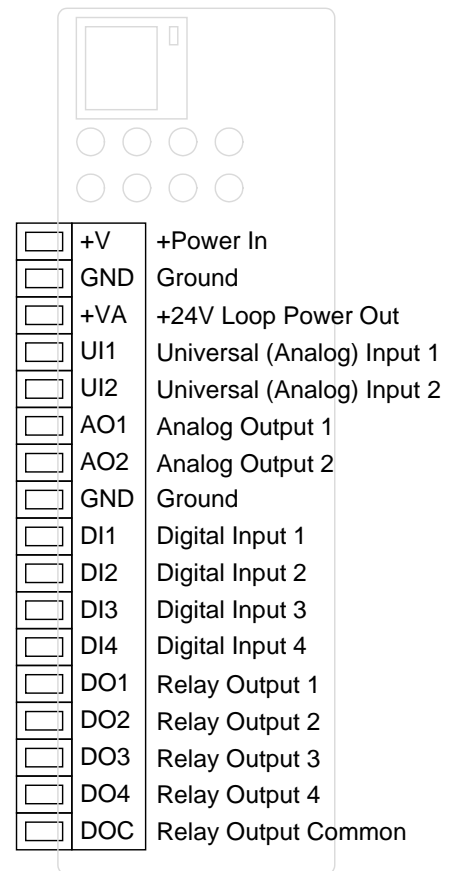 +V +Power In
GND Ground
+VA +24V Loop Power Out
UI1 Universal (Analog) Input 1
UI2 Universal (Analog) Input 2
AO1 Analog Output 1
AO2 Analog Output 2
GND Ground
DI1 Digital Input 1
DI2 Digital Input 2
DI3 Digital Input 3
DI4 Digital Input 4
DO1 Relay Output 1
DO2 Relay Output 2
DO3 Relay Output 3
DO4 Relay Output 4
DOC Relay Output Common